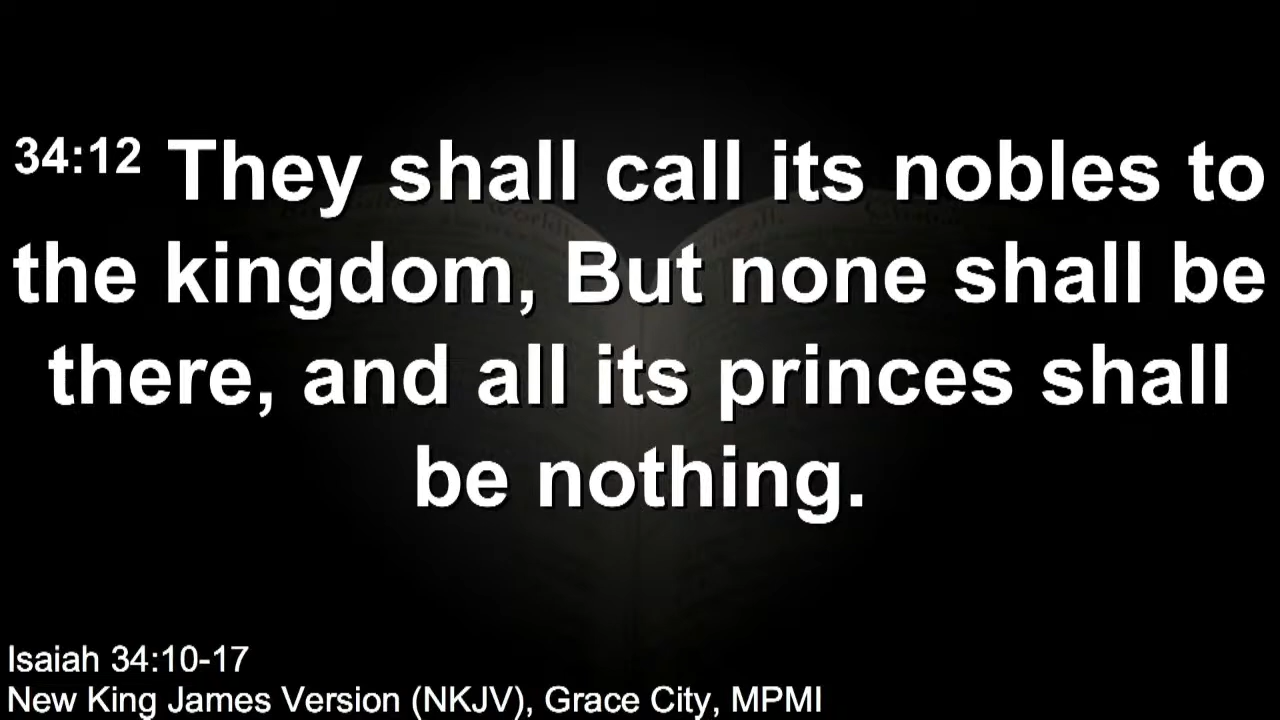 34:12 They shall call its nobles to
the kingdom, But none shall be
there, and all its princes shall
be nothing.
Isaiah 34:10-17
New King James Version (NKJV), Grace City, MPMI